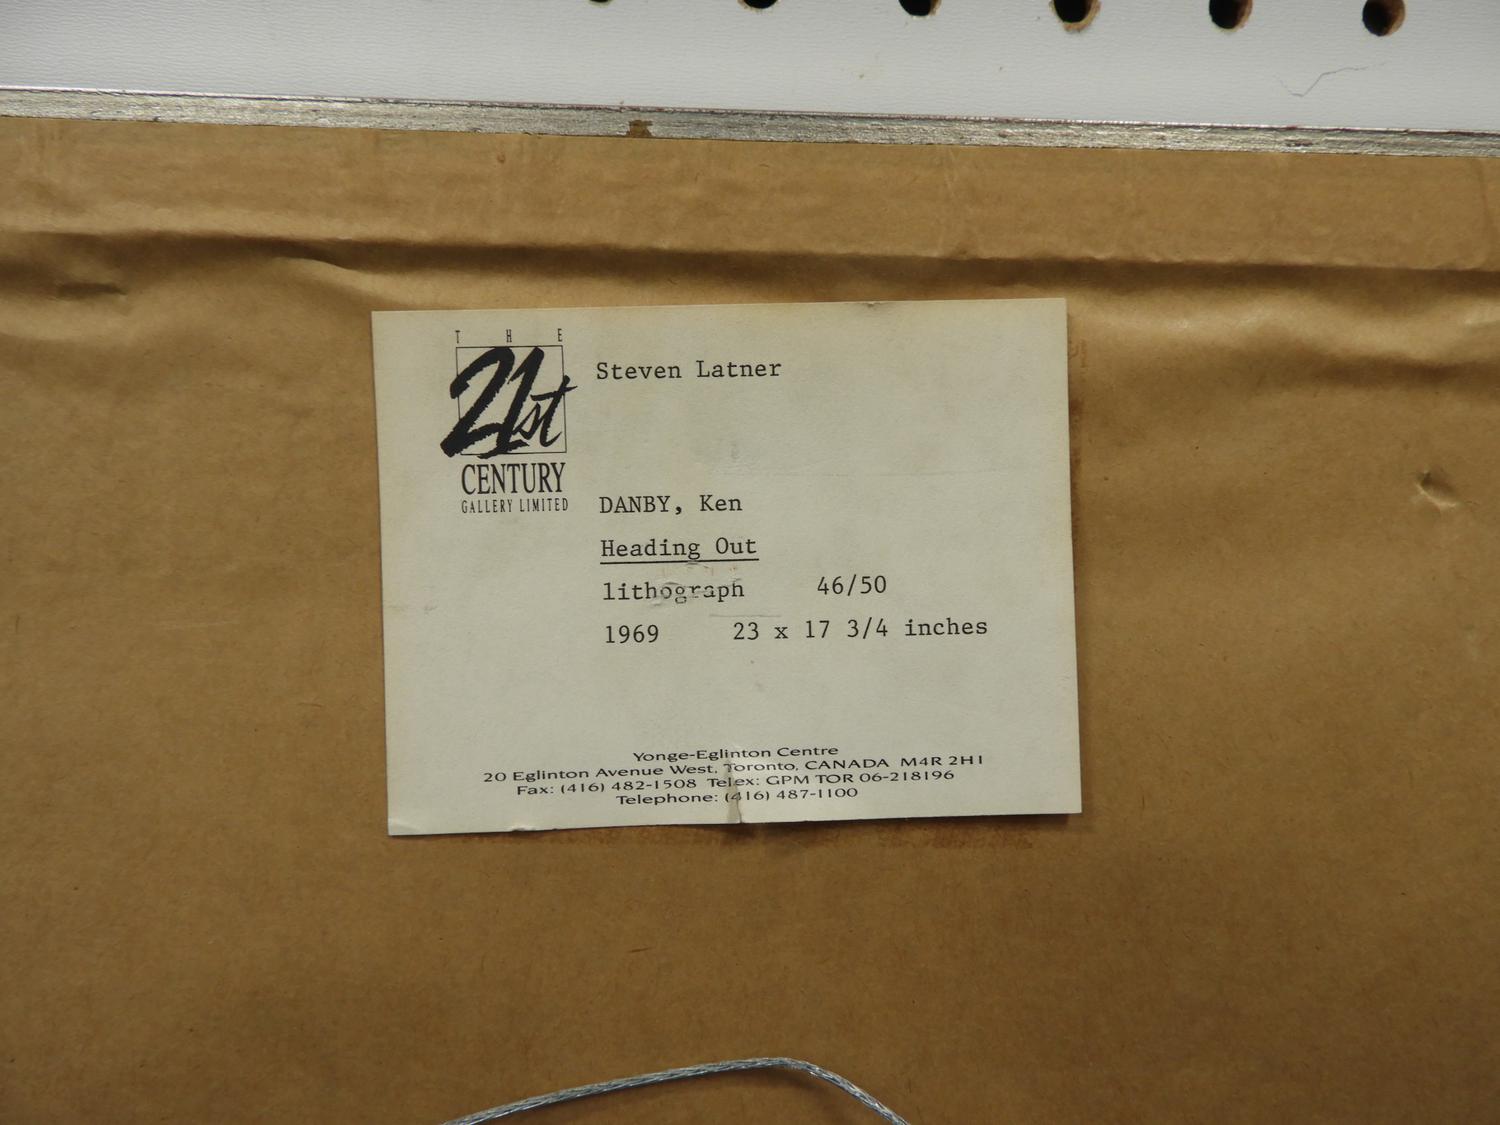 THE
21st
CENTURY
GALLERY LIMITED
Steven Latner
DANBY, Ken
Heading Out
lithograph 46/50
1969 23 x 17 3/4 inches
Yonge-Eglinton Centre
20 Eglinton Avenue West, Toronto, CANADA M4R 2H1
Fax: (416) 482-1508 Telex: GPM TOR 06-218196
Telephone: (416) 487-1100